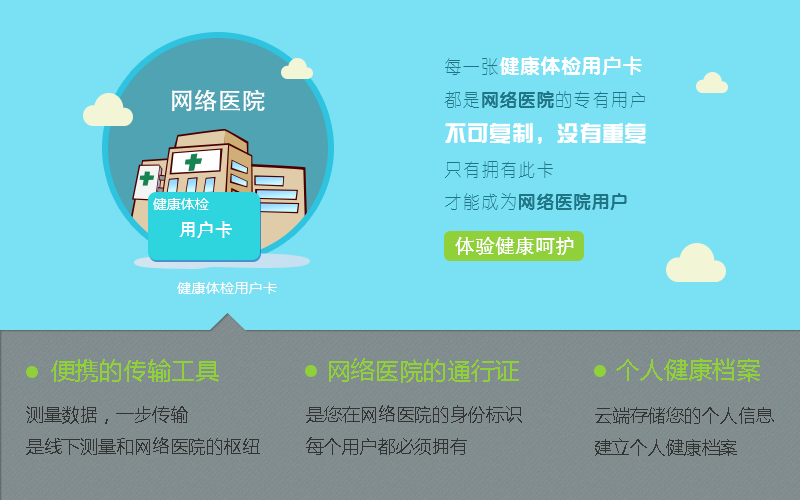 网络医院
健康体检
用户卡
健康体检用户卡
每一张健康体检用户卡
都是网络医院的专有用户
不可复制，没有重复
只有拥有此卡
才能成为网络医院用户
体验健康呵护
便携的传输工具
测量数据，一步传输
是线下测量和网络医院的枢纽
网络医院的通行证
是您在网络医院的身份标识
每个用户都必须拥有
个人健康档案
云端存储您的个人信息
建立个人健康档案